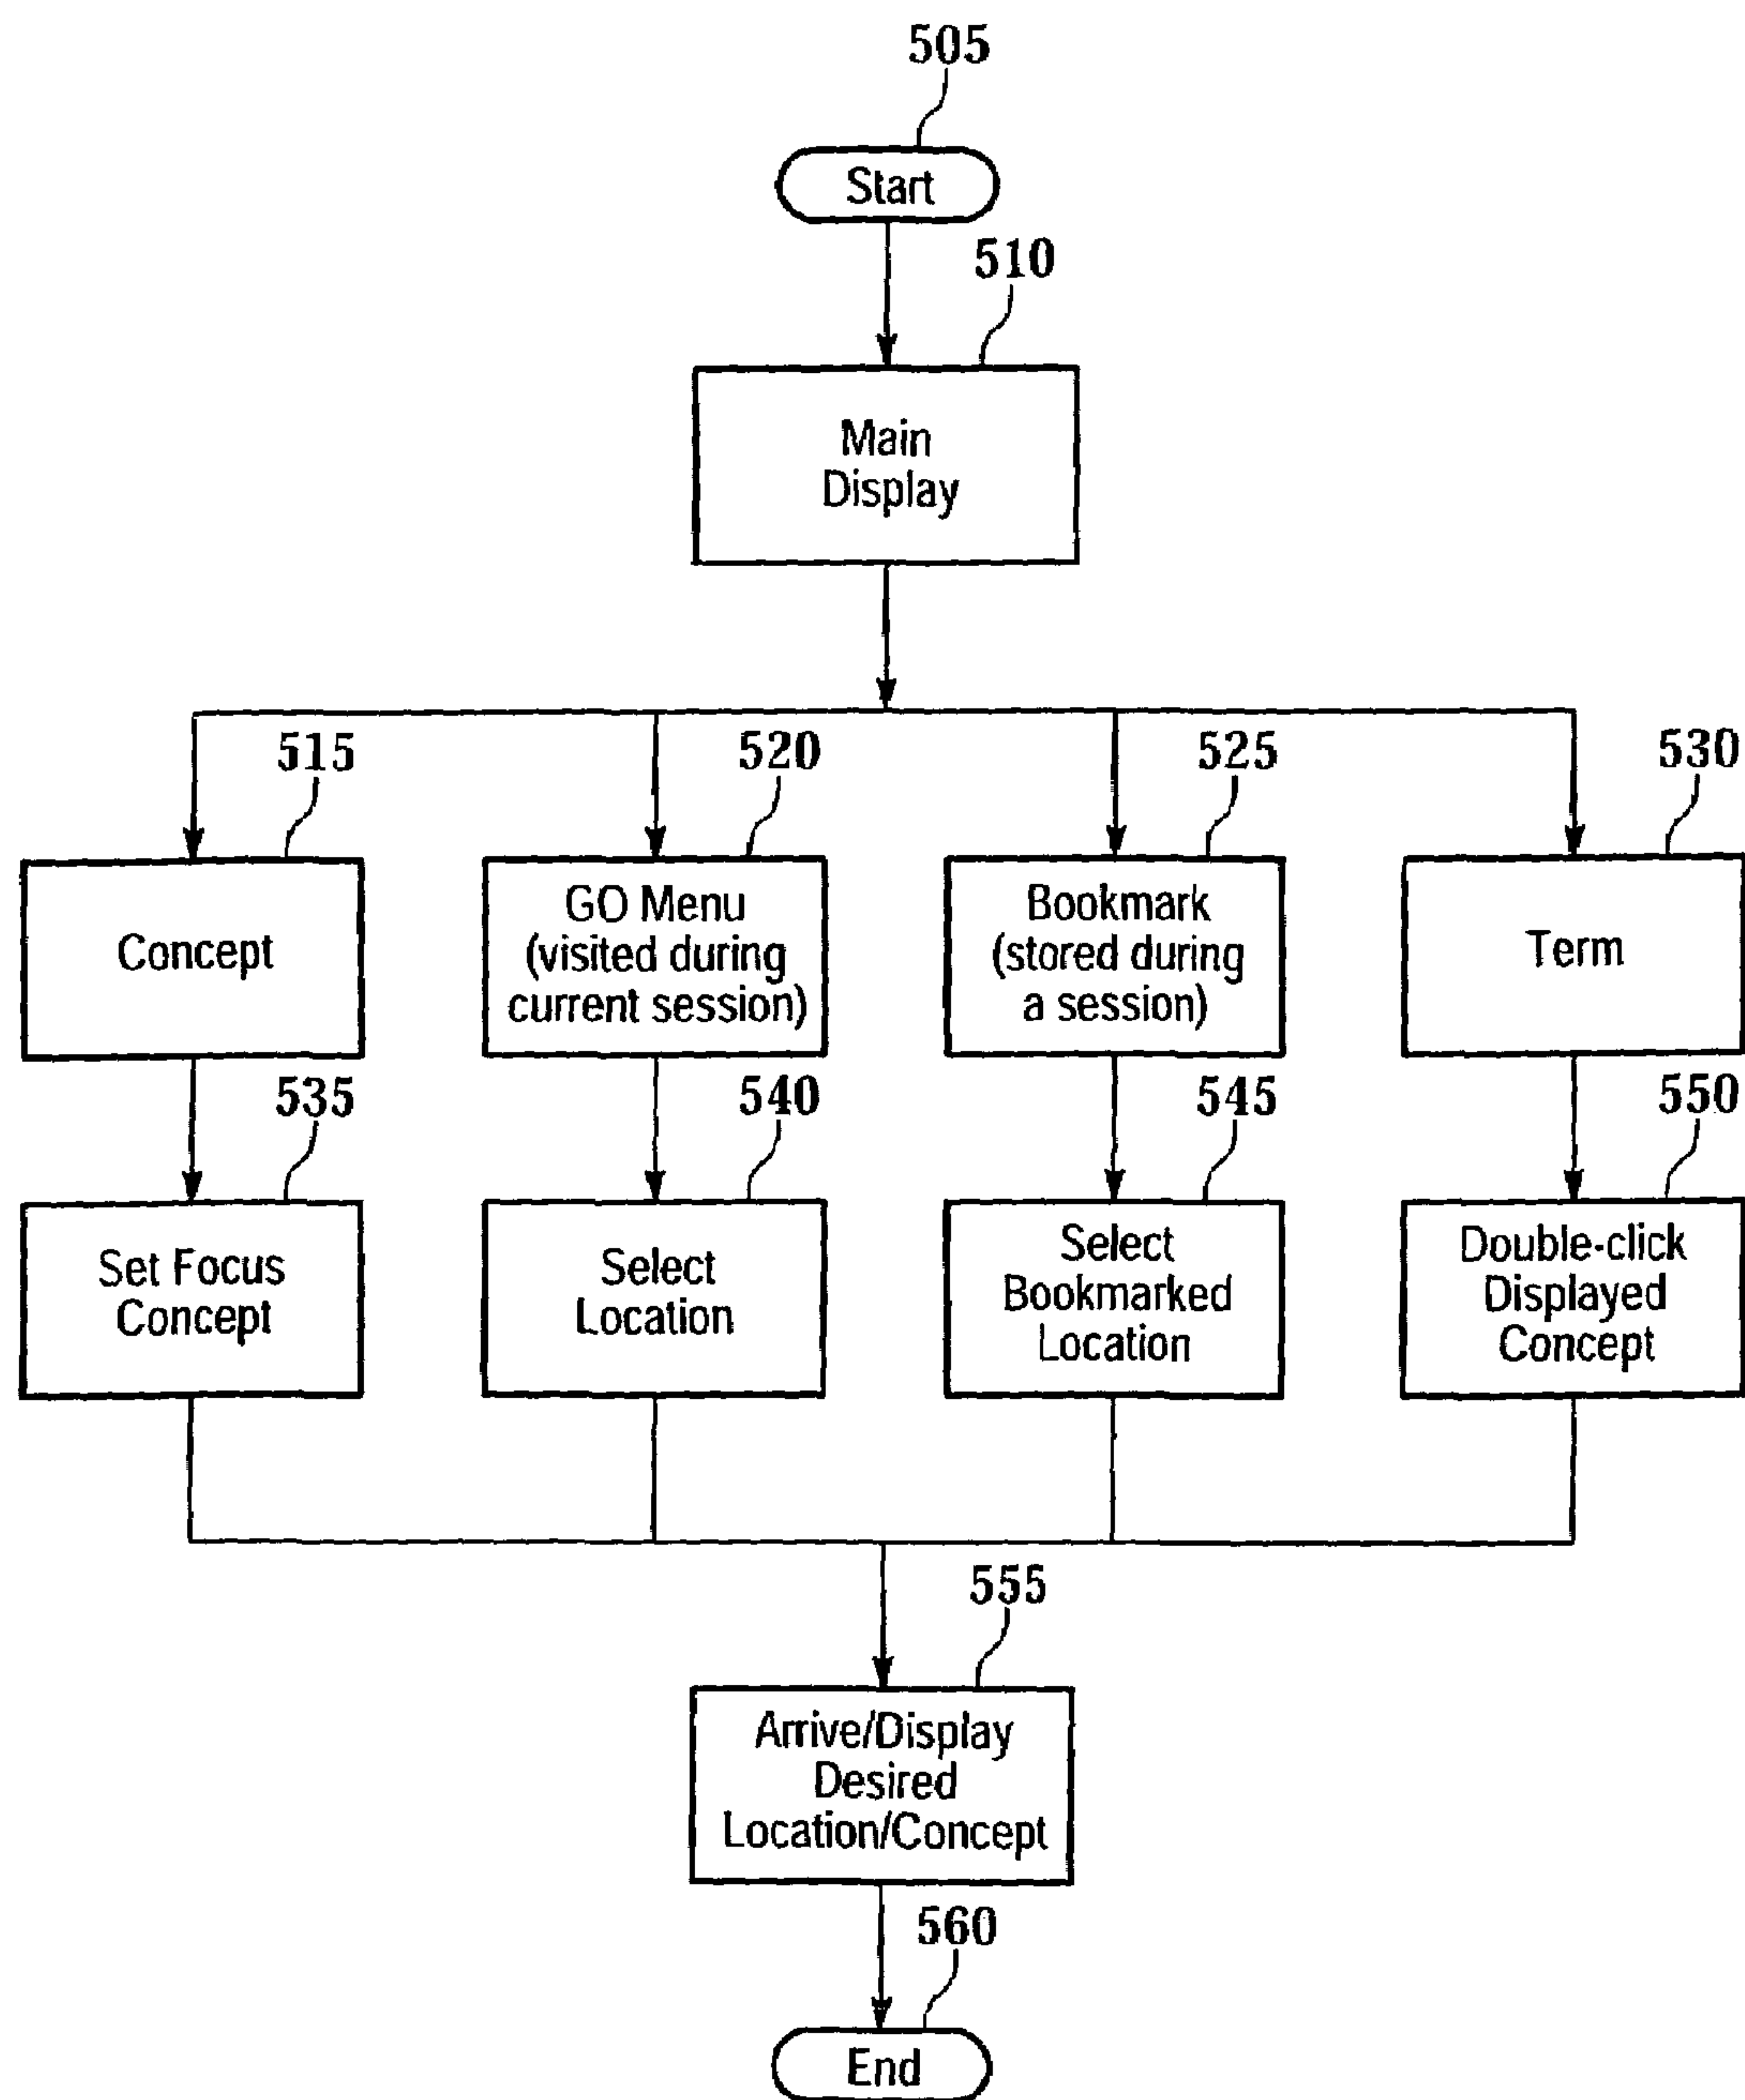 505
Start
510
Main
Display
515
520
525
530
Concept
GO Menu
(visited during
current session)
Bookmark
(stored during
a session)
Term
535
540
545
550
Set Focus
Concept
Select
Location
Select
Bookmarked
Location
Double-click
Displayed
Concept
555
Arrive/Display
Desired
Location/Concept
560
End